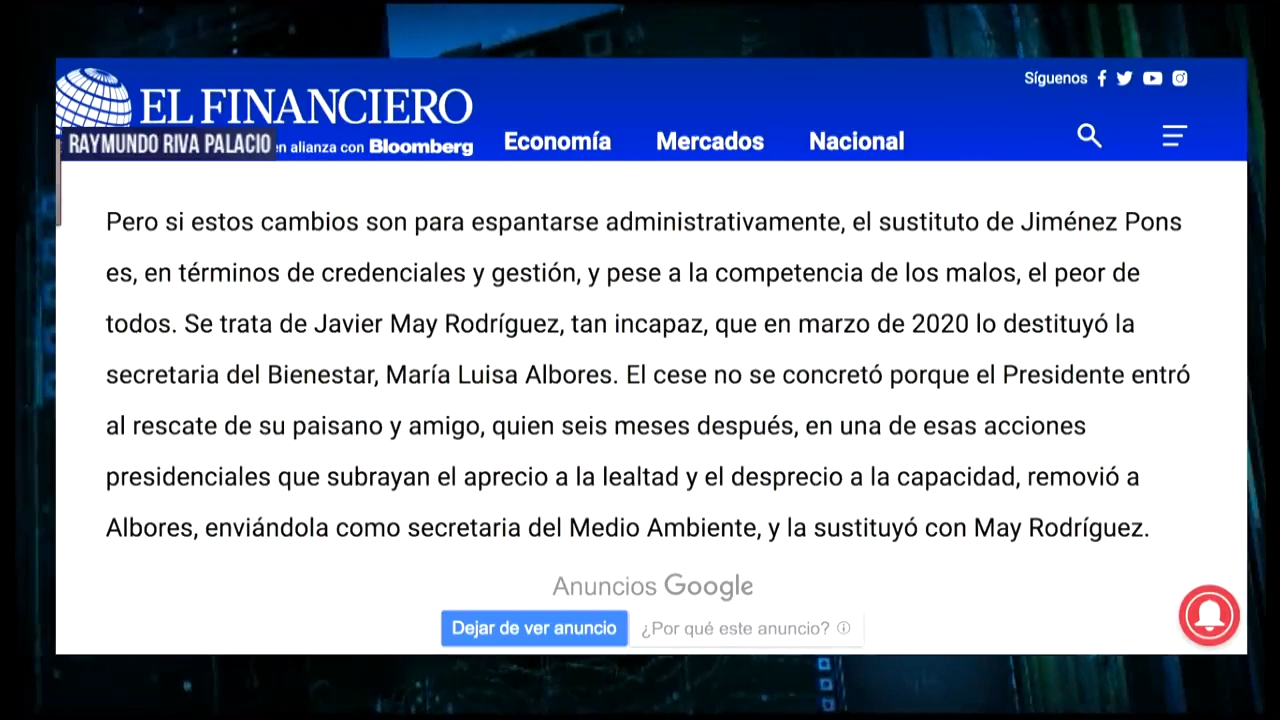 Síguenos
EL FINANCIERO
RAYMUNDO RIVA PALACIO
en alianza con Bloomberg
Economía
Mercados
Nacional
Pero si estos cambios son para espantarse administrativamente, el sustituto de Jiménez Pons
es, en términos de credenciales y gestión, y pese a la competencia de los malos, el peor de
todos. Se trata de Javier May Rodríguez, tan incapaz, que en marzo de 2020 lo destituyó la
secretaria del Bienestar, María Luisa Albores. El cese no se concretó porque el Presidente entró
al rescate de su paisano y amigo, quien seis meses después, en una de esas acciones
presidenciales que subrayan el aprecio a la lealtad y el desprecio a la capacidad, removió a
Albores, enviándola como secretaria del Medio Ambiente, y la sustituyó con May Rodríguez.
Anuncios Google
Dejar de ver anuncio
¿Por qué este anuncio?